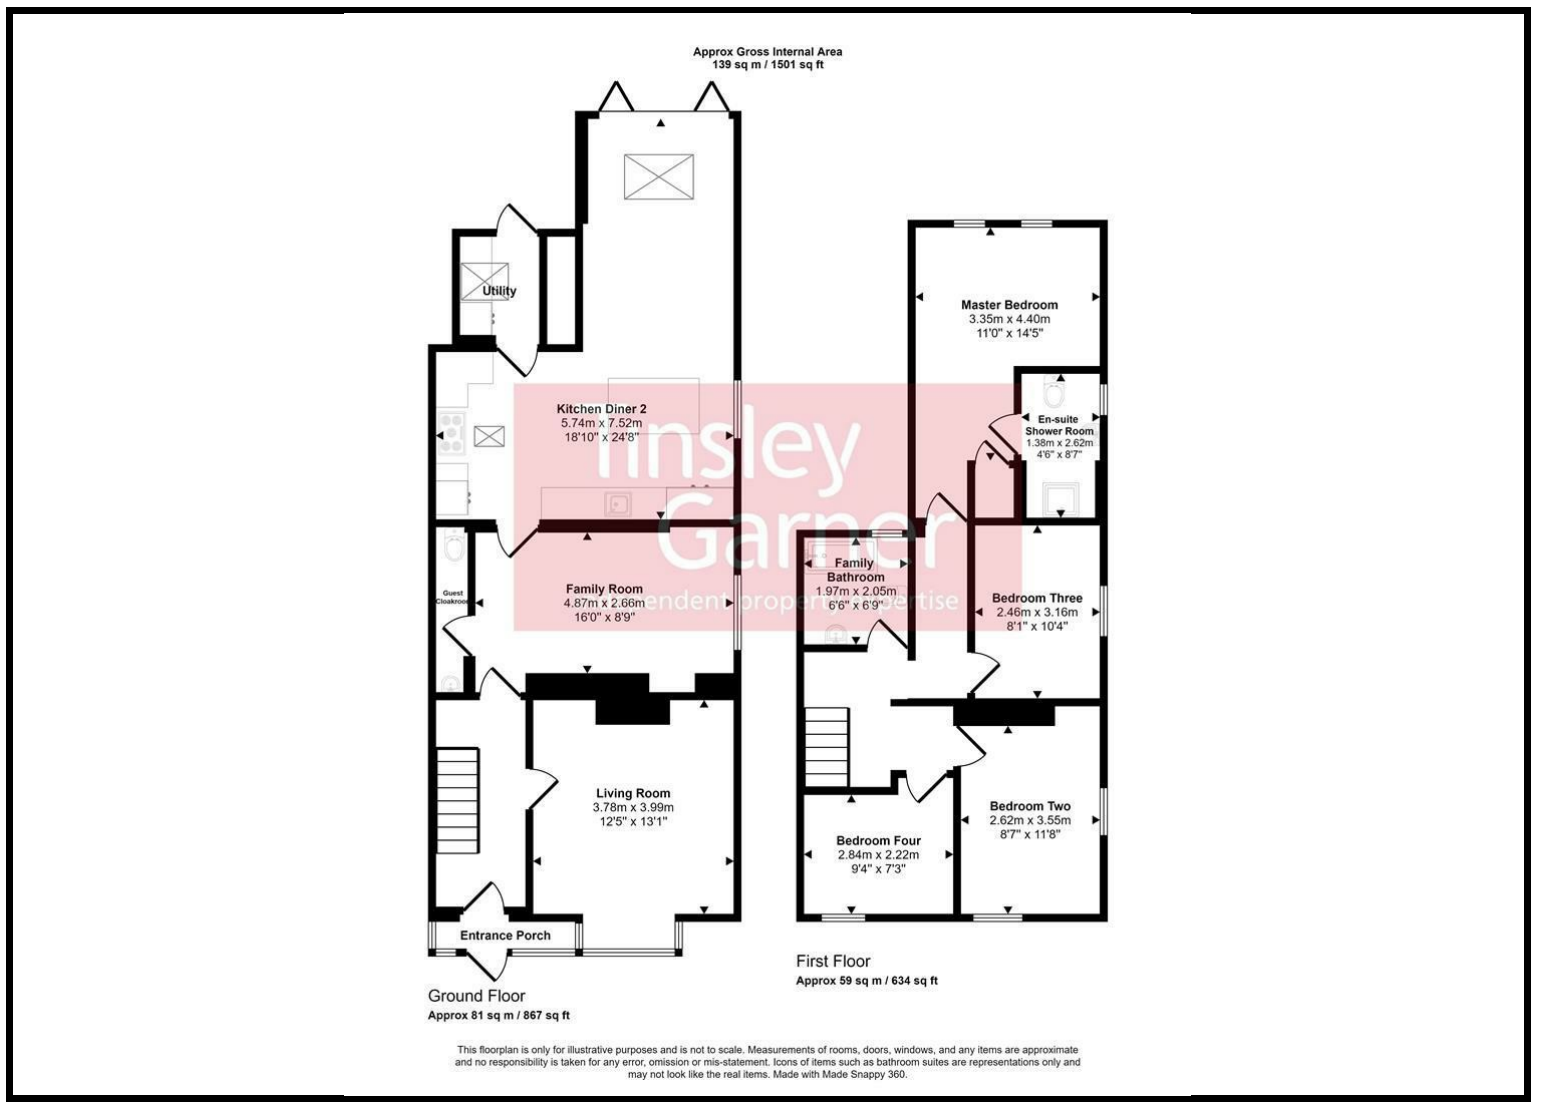 Approx Gross Internal Area
139 sq m / 1501 sq ft
Utility
Kitchen Diner 2
5.74m x 7.52m
18'10" x 24'8"
Guest
Cloakroom
Family Room
4.87m x 2.66m
16'0" x 8'9"
Living Room
3.78m x 3.99m
12'5" x 13'1"
Entrance Porch
Ground Floor
Approx 81 sq m / 867 sq ft
Master Bedroom
3.35m x 4.40m
11'0" x 14'5"
En-suite
Shower Room
1.38m x 2.62m
4'6" x 8'7"
Family
Bathroom
1.97m x 2.05m
6'6" x 6'9"
Bedroom Three
2.46m x 3.16m
8'1" x 10'4"
Bedroom Two
2.62m x 3.55m
8'7" x 11'8"
Bedroom Four
2.84m x 2.22m
9'4" x 7'3"
First Floor
Approx 59 sq m / 634 sq ft
Tinsley
Garner
property expertise
This floorplan is only for illustrative purposes and is not to scale. Measurements of rooms, doors, windows, and any items are approximate
and no responsibility is taken for any error, omission or mis-statement. Icons of items such as bathroom suites are representations only and
may not look like the real items. Made with Made Snappy 360.